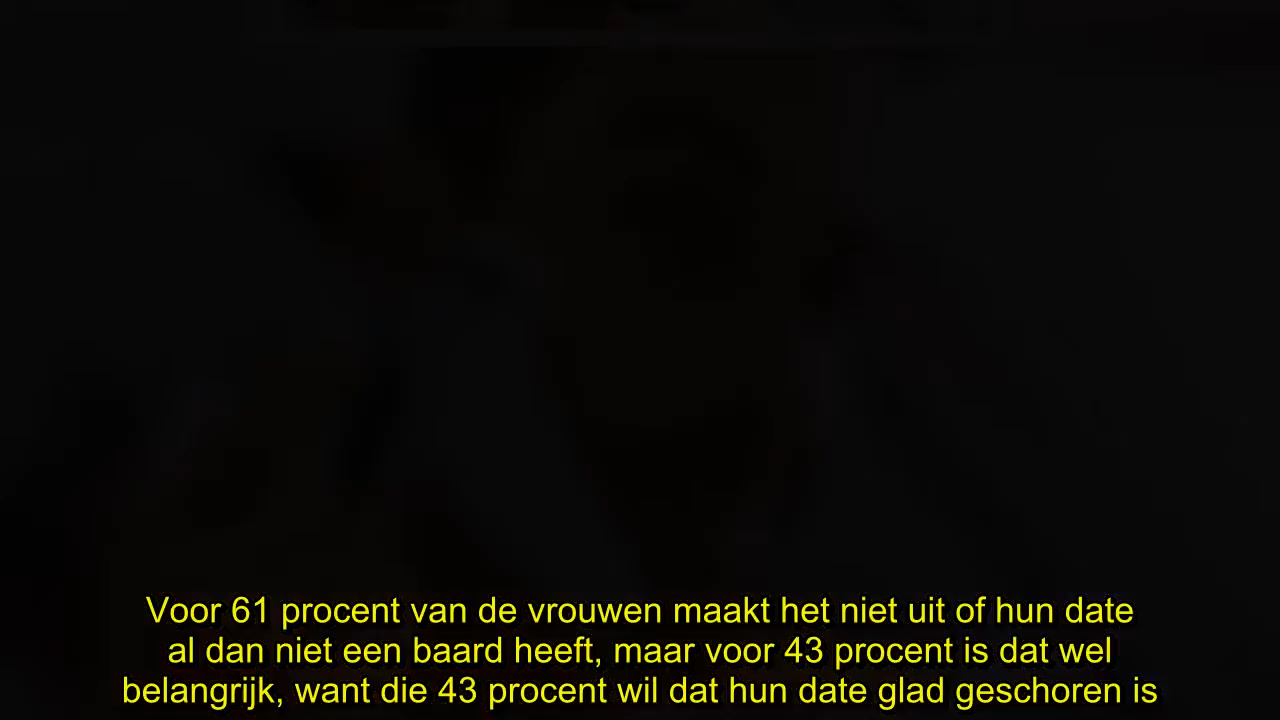 Voor 61 procent van de vrouwen maakt het niet uit of hun date
al dan niet een baard heeft, maar voor 43 procent is dat wel
belangrijk, want die 43 procent wil dat hun date glad geschoren is